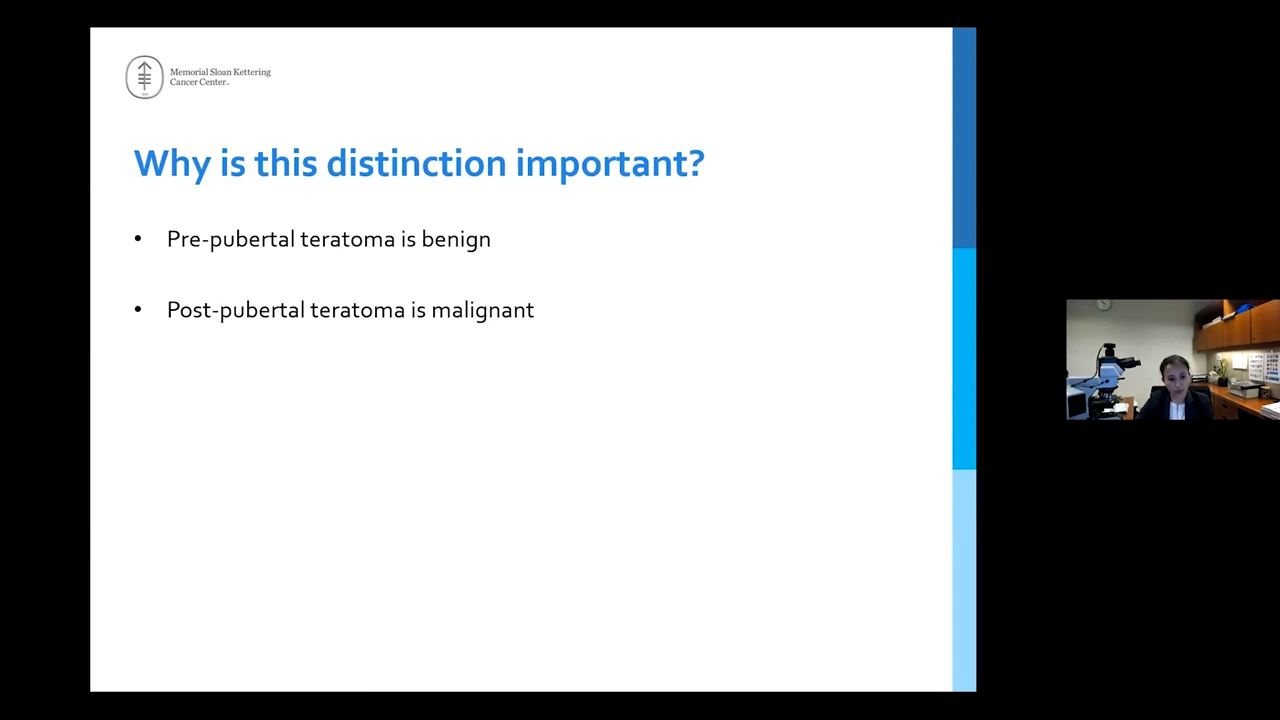 Memorial Sloan Kettering
Cancer Center
Why is this distinction important?
• Pre-pubertal teratoma is benign
• Post-pubertal teratoma is malignant